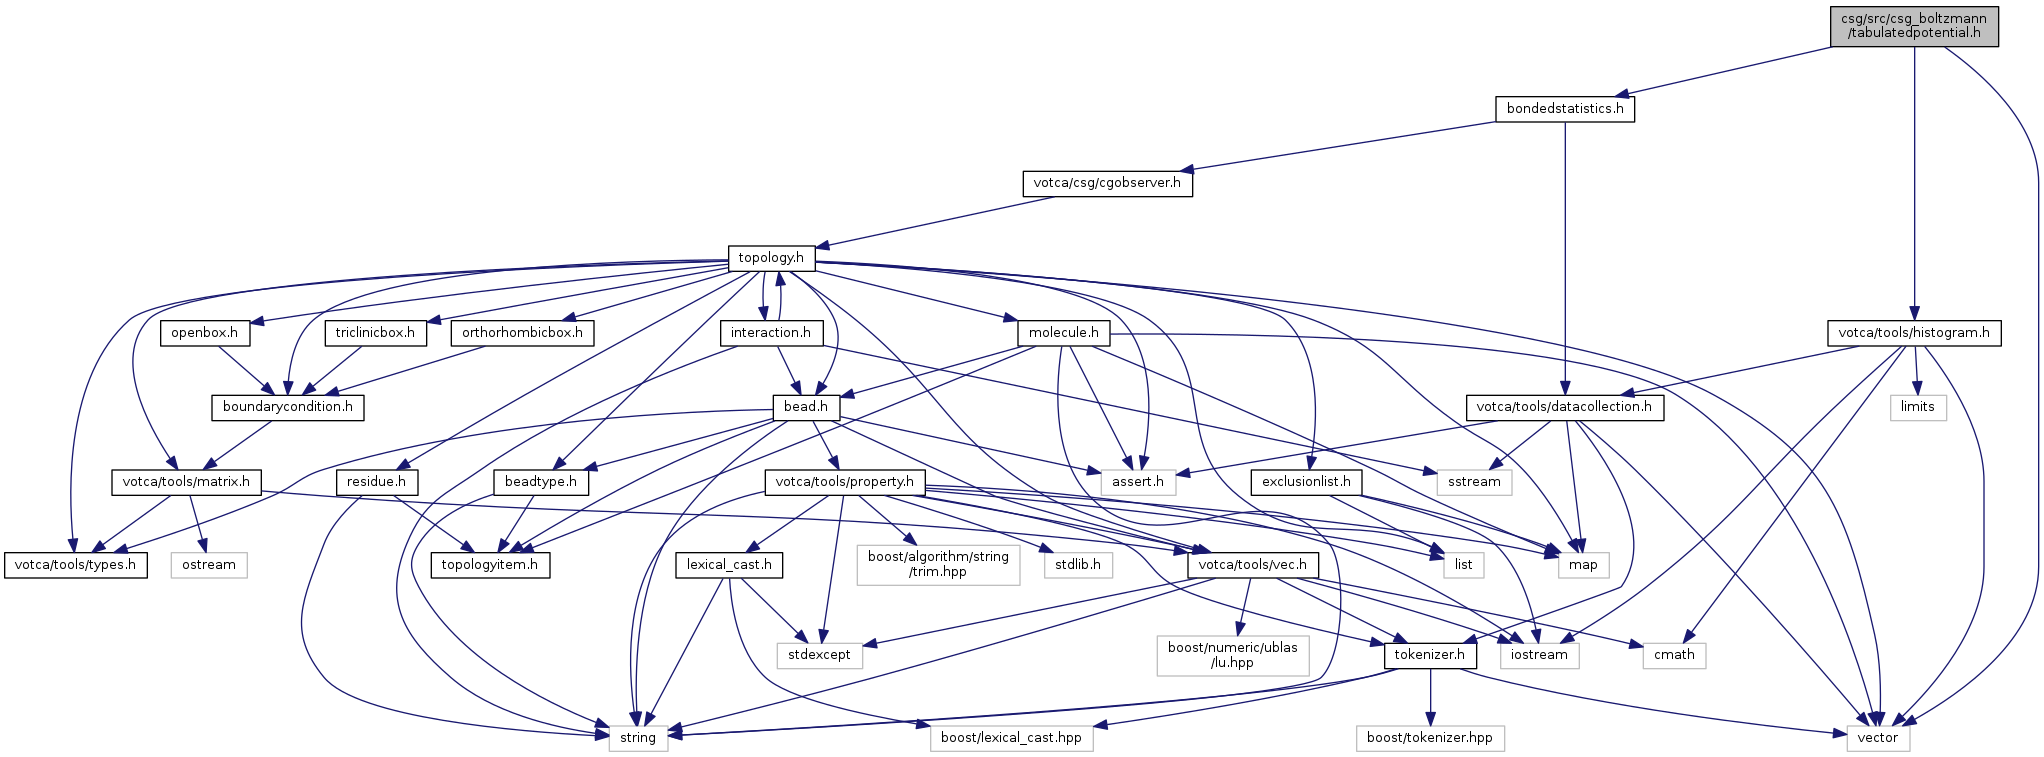 csg/src/csg_boltzmann
/tabulatedpotential.h
bondedstatistics.h
votca/csg/cgobserver.h
topology.h
openbox.h
triclinicbox.h
orthorhombicbox.h
interaction.h
molecule.h
votca/tools/histogram.h
boundarycondition.h
bead.h
votca/tools/datacollection.h
limits
votca/tools/matrix.h
residue.h
beadtype.h
votca/tools/property.h
assert.h
exclusionlist.h
sstream
votca/tools/types.h
ostream
topologyitem.h
lexical_cast.h
boost/algorithm/string
/trim.hpp
stdlib.h
votca/tools/vec.h
list
map
stdexcept
boost/numeric/ublas
/lu.hpp
tokenizer.h
iostream
cmath
string
boost/lexical_cast.hpp
boost/tokenizer.hpp
vector